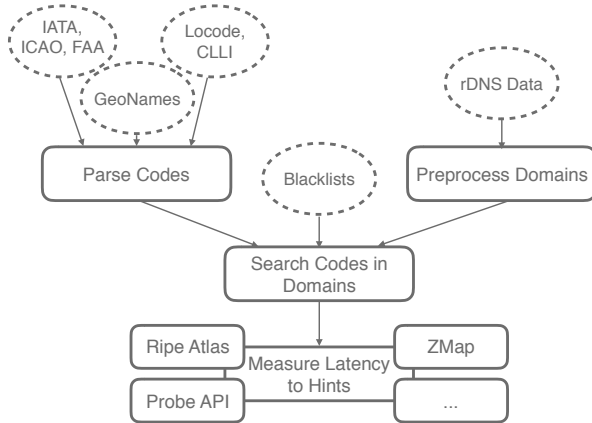 IATA,
ICAO, FAA
Locode,
CLLI
GeoNames
rDNS Data
Parse Codes
Blacklists
Preprocess Domains
Search Codes in
Domains
Ripe Atlas
ZMap
Measure Latency
to Hints
Probe API
...